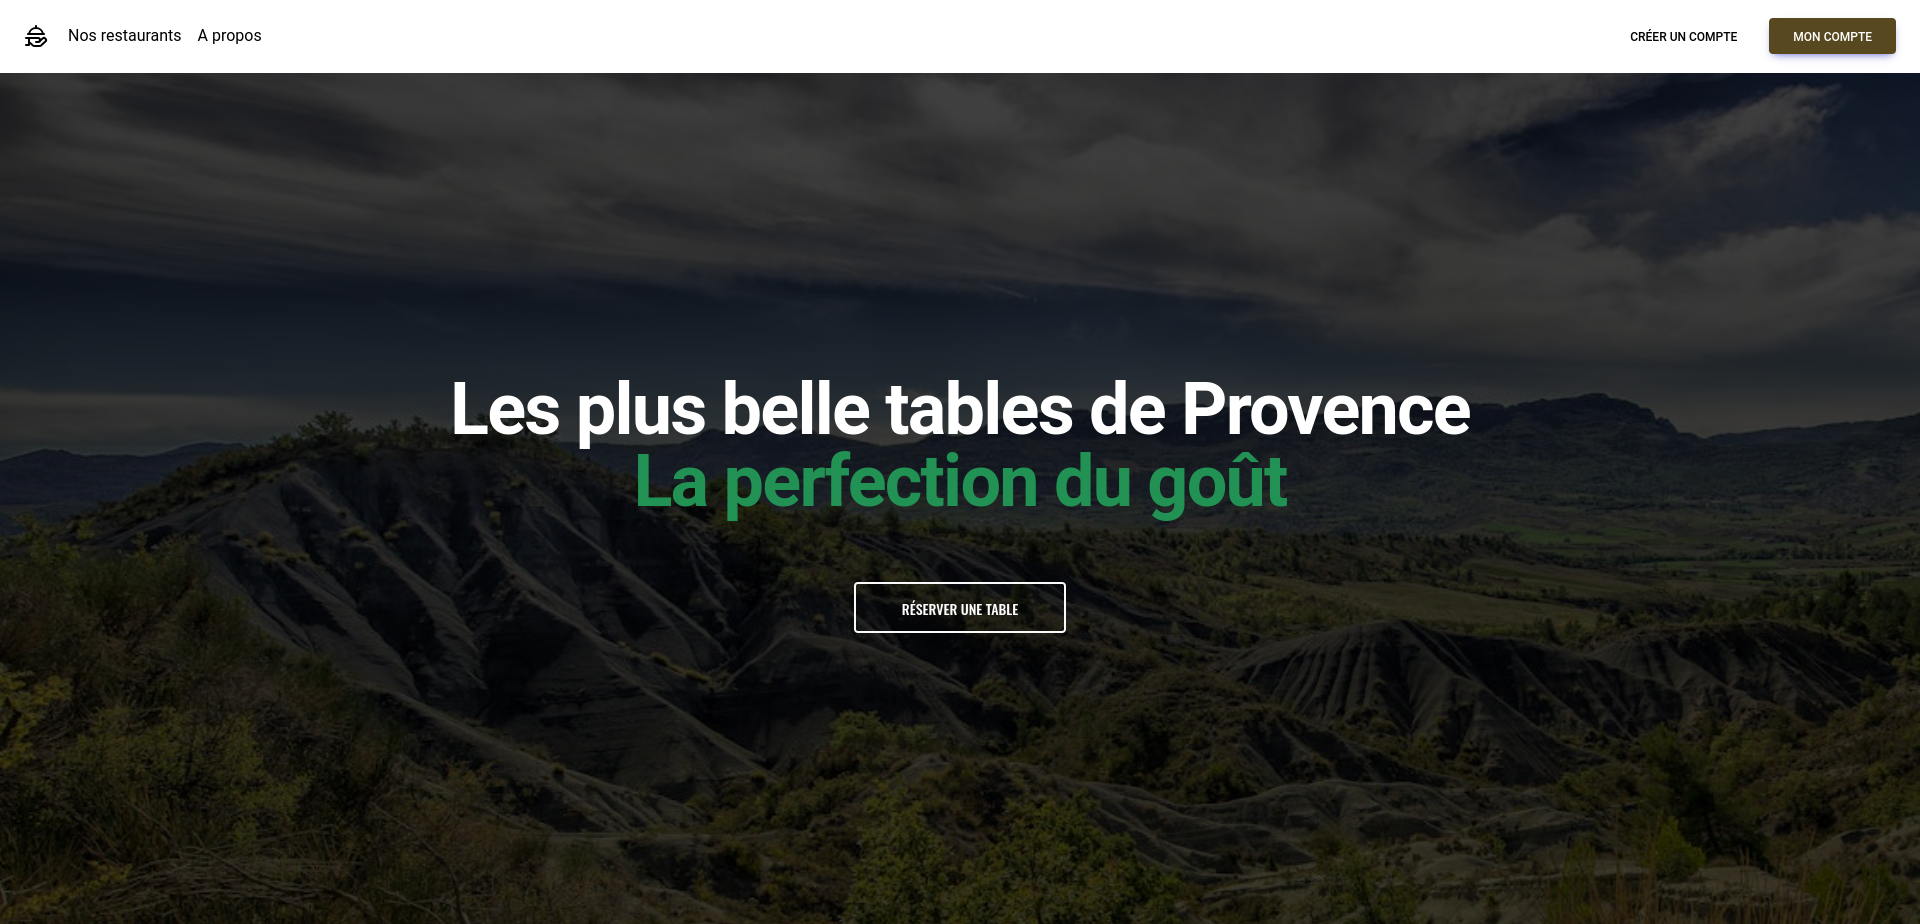 Nos restaurants A propos CRÉER UN COMPTE MON COMPTE
Les plus belle tables de Provence
La perfection du goût
RÉSERVER UNE TABLE